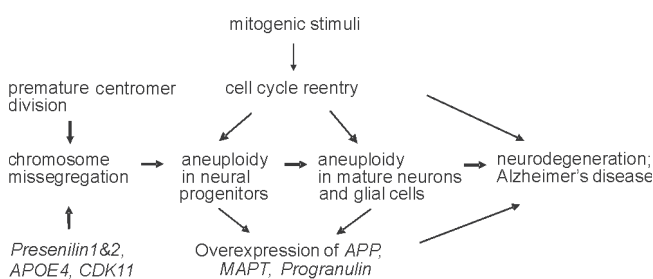 mitogenic stimuli
premature centromer
division
cell cycle reentry
chromosome
missegregation
aneuploidy
in neural
progenitors
aneuploidy
in mature neurons
and glial cells
neurodegeneration;
Alzheimer's disease
Presenilin1&2,
APOE4, CDK11
Overexpression of APP,
MAPT, Progranulin